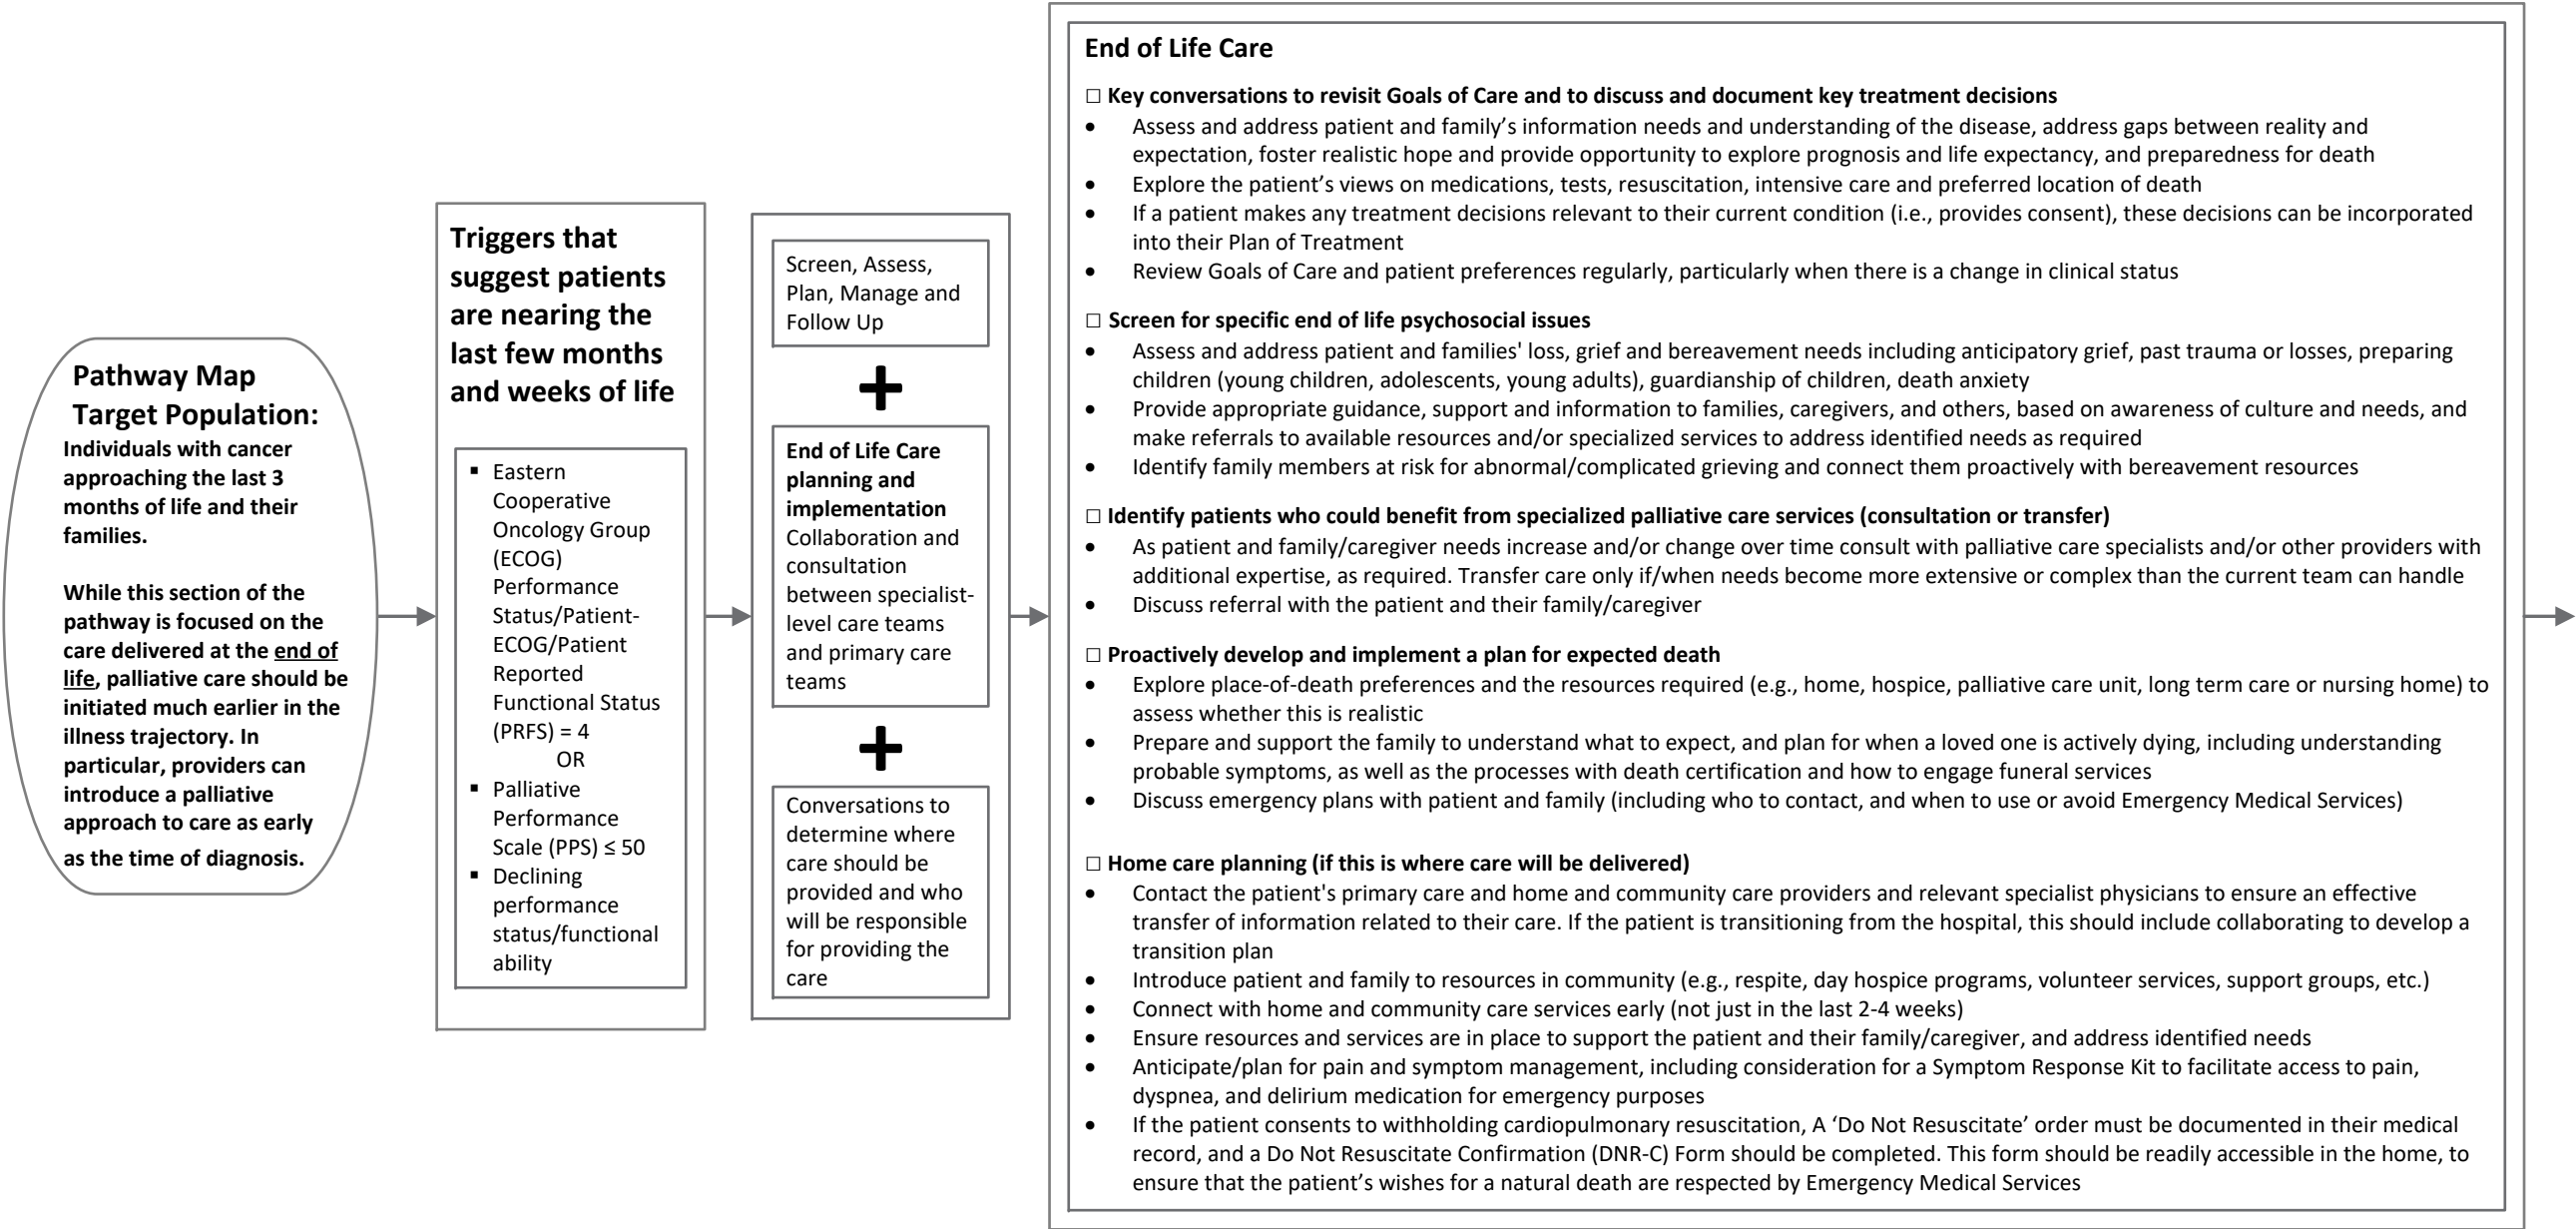 Pathway Map
Target Population:
Individuals with cancer
approaching the last 3
months of life and their
families.
While this section of the
pathway is focused on the
care delivered at the end of
life, palliative care should be
initiated much earlier in the
illness trajectory. In
particular, providers can
introduce a palliative
approach to care as early
as the time of diagnosis.
Triggers that
suggest patients
are nearing the
last few months
and weeks of life
▪ Eastern
Cooperative
Oncology Group
(ECOG)
Performance
Status/Patient-
ECOG/Patient
Reported
Functional Status
(PRFS) = 4
OR
▪ Palliative
Performance
Scale (PPS) ≤ 50
▪ Declining
performance
status/functional
ability
Screen, Assess,
Plan, Manage and
Follow Up
+
End of Life Care
planning and
implementation
Collaboration and
consultation
between specialist-
level care teams
and primary care
teams
+
Conversations to
determine where
care should be
provided and who
will be responsible
for providing the
care
End of Life Care
□ Key conversations to revisit Goals of Care and to discuss and document key treatment decisions
• Assess and address patient and family’s information needs and understanding of the disease, address gaps between reality and
expectation, foster realistic hope and provide opportunity to explore prognosis and life expectancy, and preparedness for death
• Explore the patient’s views on medications, tests, resuscitation, intensive care and preferred location of death
• If a patient makes any treatment decisions relevant to their current condition (i.e., provides consent), these decisions can be incorporated
into their Plan of Treatment
• Review Goals of Care and patient preferences regularly, particularly when there is a change in clinical status
□ Screen for specific end of life psychosocial issues
• Assess and address patient and families' loss, grief and bereavement needs including anticipatory grief, past trauma or losses, preparing
children (young children, adolescents, young adults), guardianship of children, death anxiety
• Provide appropriate guidance, support and information to families, caregivers, and others, based on awareness of culture and needs, and
make referrals to available resources and/or specialized services to address identified needs as required
• Identify family members at risk for abnormal/complicated grieving and connect them proactively with bereavement resources
□ Identify patients who could benefit from specialized palliative care services (consultation or transfer)
• As patient and family/caregiver needs increase and/or change over time consult with palliative care specialists and/or other providers with
additional expertise, as required. Transfer care only if/when needs become more extensive or complex than the current team can handle
• Discuss referral with the patient and their family/caregiver
□ Proactively develop and implement a plan for expected death
• Explore place-of-death preferences and the resources required (e.g., home, hospice, palliative care unit, long term care or nursing home) to
assess whether this is realistic
• Prepare and support the family to understand what to expect, and plan for when a loved one is actively dying, including understanding
probable symptoms, as well as the processes with death certification and how to engage funeral services
• Discuss emergency plans with patient and family (including who to contact, and when to use or avoid Emergency Medical Services)
□ Home care planning (if this is where care will be delivered)
• Contact the patient's primary care and home and community care providers and relevant specialist physicians to ensure an effective
transfer of information related to their care. If the patient is transitioning from the hospital, this should include collaborating to develop a
transition plan
• Introduce patient and family to resources in community (e.g., respite, day hospice programs, volunteer services, support groups, etc.)
• Connect with home and community care services early (not just in the last 2-4 weeks)
• Ensure resources and services are in place to support the patient and their family/caregiver, and address identified needs
• Anticipate/plan for pain and symptom management, including consideration for a Symptom Response Kit to facilitate access to pain,
dyspnea, and delirium medication for emergency purposes
• If the patient consents to withholding cardiopulmonary resuscitation, A ‘Do Not Resuscitate’ order must be documented in their medical
record, and a Do Not Resuscitate Confirmation (DNR-C) Form should be completed. This form should be readily accessible in the home, to
ensure that the patient’s wishes for a natural death are respected by Emergency Medical Services